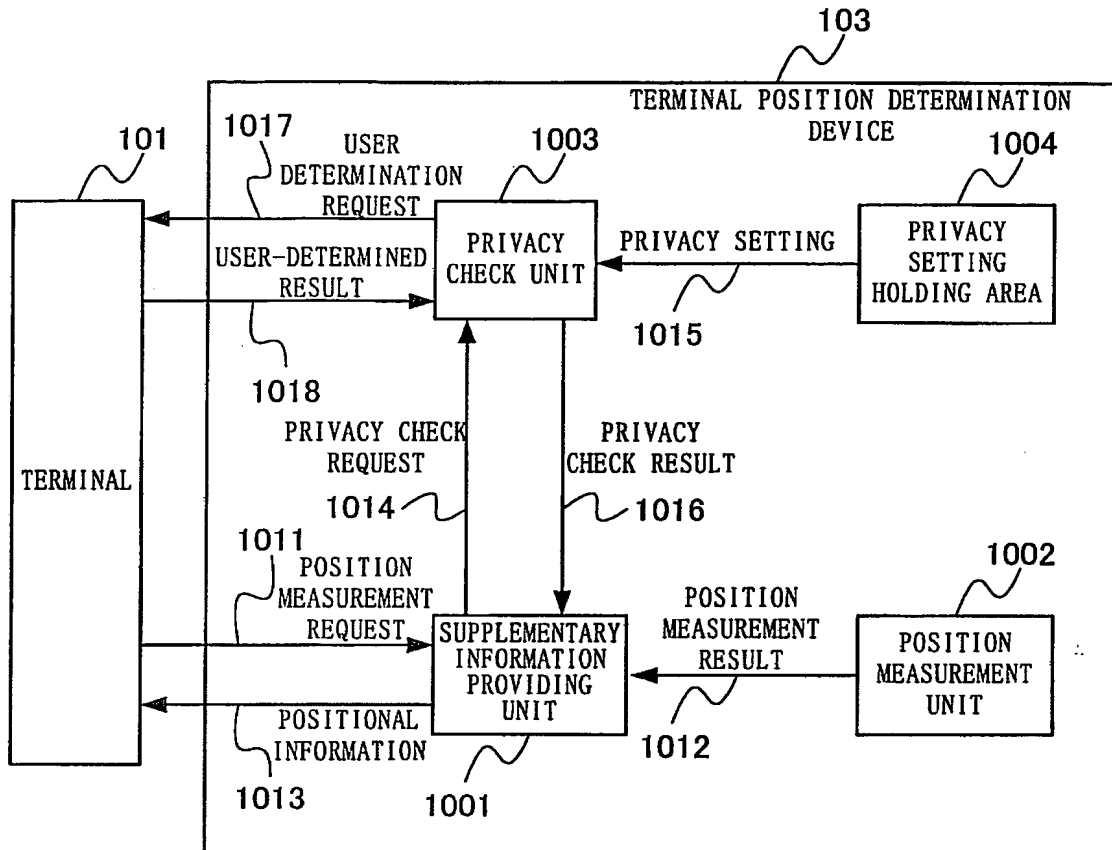 103
TERMINAL POSITION DETERMINATION
DEVICE
101
1017
USER
DETERMINATION
REQUEST
1003
1004
PRIVACY
CHECK UNIT
PRIVACY SETTING
1015
PRIVACY
SETTING
HOLDING AREA
USER-DETERMINED
RESULT
1018
TERMINAL
PRIVACY CHECK
REQUEST
1014
PRIVACY
CHECK RESULT
1016
1011
POSITION
MEASUREMENT
REQUEST
1002
SUPPLEMENTARY
INFORMATION
PROVIDING
UNIT
POSITION
MEASUREMENT
RESULT
1012
POSITION
MEASUREMENT
UNIT
POSITIONAL
INFORMATION
1013
1001